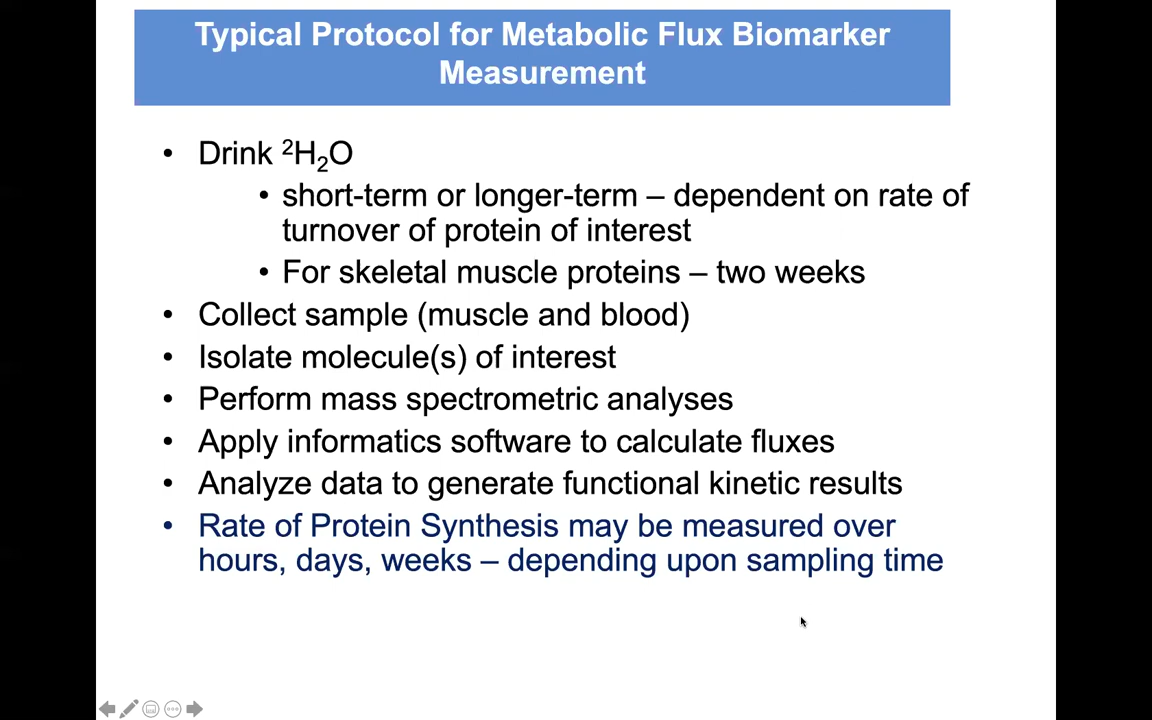 Typical Protocol for Metabolic Flux Biomarker
Measurement
• Drink ²H₂O
• short-term or longer-term – dependent on rate of
turnover of protein of interest
• For skeletal muscle proteins – two weeks
• Collect sample (muscle and blood)
• Isolate molecule(s) of interest
• Perform mass spectrometric analyses
• Apply informatics software to calculate fluxes
• Analyze data to generate functional kinetic results
• Rate of Protein Synthesis may be measured over
hours, days, weeks – depending upon sampling time